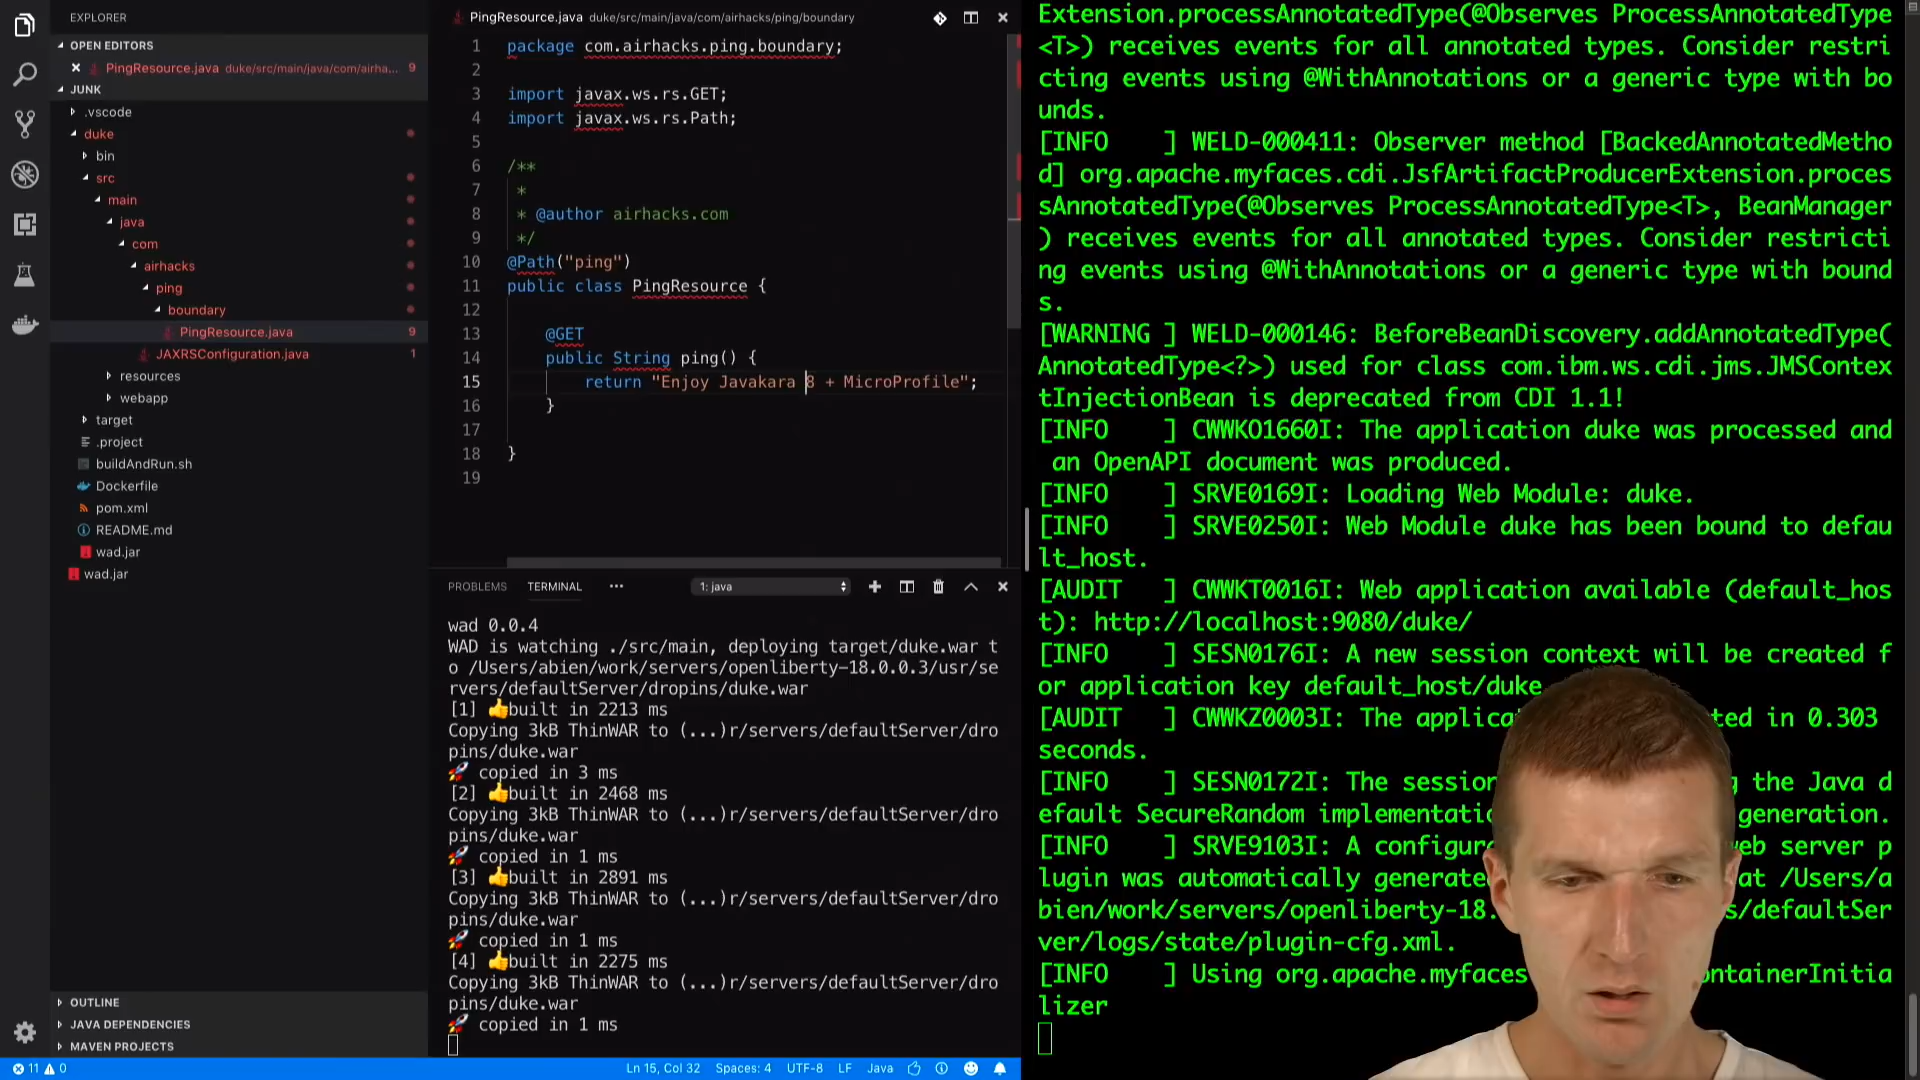 EXPLORER
OPEN EDITORS
PingResource.java duke/src/main/java/com/airha... 9
JUNK
.vscode
duke
bin
src
main
java
com
airhacks
ping
boundary
PingResource.java 9
JAXRSConfiguration.java 1
resources
webapp
target
.project
buildAndRun.sh
Dockerfile
pom.xml
README.md
wad.jar
wad.jar
OUTLINE
JAVA DEPENDENCIES
MAVEN PROJECTS
PingResource.java duke/src/main/java/com/airhacks/ping/boundary
1 package com.airhacks.ping.boundary;
2
3 import javax.ws.rs.GET;
4 import javax.ws.rs.Path;
5
6 /**
7 *
8 * @author airhacks.com
9 */
10 @Path("ping")
11 public class PingResource {
12
13 @GET
14 public String ping() {
15 return "Enjoy Javakara 8 + MicroProfile";
16 }
17
18 }
19
PROBLEMS TERMINAL ... 1: java
wad 0.0.4
WAD is watching ./src/main, deploying target/duke.war t
o /Users/abien/work/servers/openliberty-18.0.0.3/usr/se
rvers/defaultServer/dropins/duke.war
[1] 👍built in 2213 ms
Copying 3kB ThinWAR to (...)r/servers/defaultServer/dro
pins/duke.war
🚀 copied in 3 ms
[2] 👍built in 2468 ms
Copying 3kB ThinWAR to (...)r/servers/defaultServer/dro
pins/duke.war
🚀 copied in 1 ms
[3] 👍built in 2891 ms
Copying 3kB ThinWAR to (...)r/servers/defaultServer/dro
pins/duke.war
🚀 copied in 1 ms
[4] 👍built in 2275 ms
Copying 3kB ThinWAR to (...)r/servers/defaultServer/dro
pins/duke.war
🚀 copied in 1 ms
11 0 Ln 15, Col 32 Spaces: 4 UTF-8 LF Java
Extension.processAnnotatedType(@Observes ProcessAnnotatedType
<T>) receives events for all annotated types. Consider restri
cting events using @WithAnnotations or a generic type with bo
unds.
[INFO    ] WELD-000411: Observer method [BackedAnnotatedMetho
d] org.apache.myfaces.cdi.JsfArtifactProducerExtension.proces
sAnnotatedType(@Observes ProcessAnnotatedType<T>, BeanManager
) receives events for all annotated types. Consider restricti
ng events using @WithAnnotations or a generic type with bound
s.
[WARNING ] WELD-000146: BeforeBeanDiscovery.addAnnotatedType(
AnnotatedType<?>) used for class com.ibm.ws.cdi.jms.JMSContex
tInjectionBean is deprecated from CDI 1.1!
[INFO    ] CWWKO1660I: The application duke was processed and
an OpenAPI document was produced.
[INFO    ] SRVE0169I: Loading Web Module: duke.
[INFO    ] SRVE0250I: Web Module duke has been bound to defau
lt_host.
[AUDIT   ] CWWKT0016I: Web application available (default_hos
t): http://localhost:9080/duke/
[INFO    ] SESN0176I: A new session context will be created f
or application key default_host/duke
[AUDIT   ] CWWKZ0003I: The applic ted in 0.303
seconds.
[INFO    ] SESN0172I: The session g the Java d
efault SecureRandom implementati generation.
[INFO    ] SRVE9103I: A configur web server p
lugin was automatically generate at /Users/a
bien/work/servers/openliberty-18. s/defaultSer
ver/logs/state/plugin-cfg.xml.
[INFO    ] Using org.apache.myfaces ontainerInitia
lizer